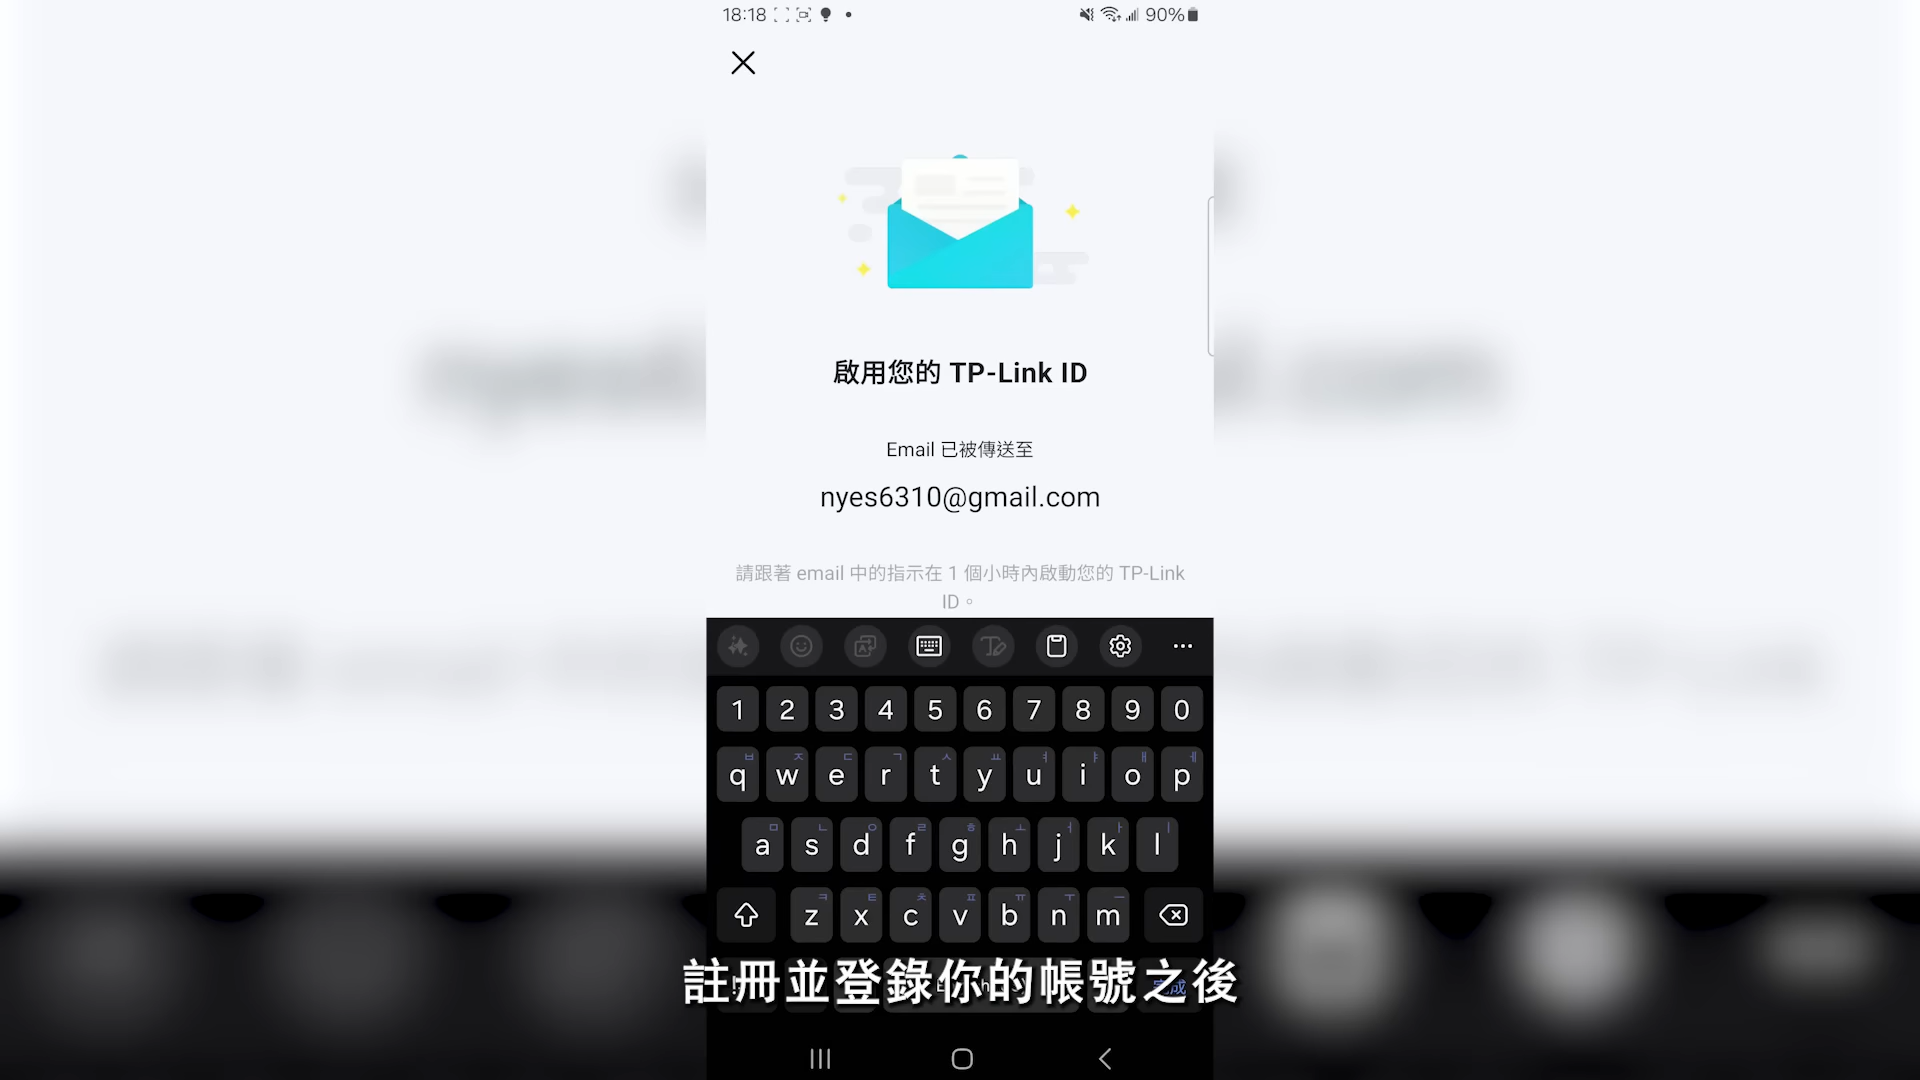 18:18
90%
啟用您的 TP-Link ID
Email 已被傳送至
nyes6310@gmail.com
請跟著 email 中的指示在 1 個小時內啟動您的 TP-Link
ID。
1 2 3 4 5 6 7 8 9 0
q w e r t y u i o p
a s d f g h j k l
z x c v b n m
註冊並登錄你的帳號之後
完成